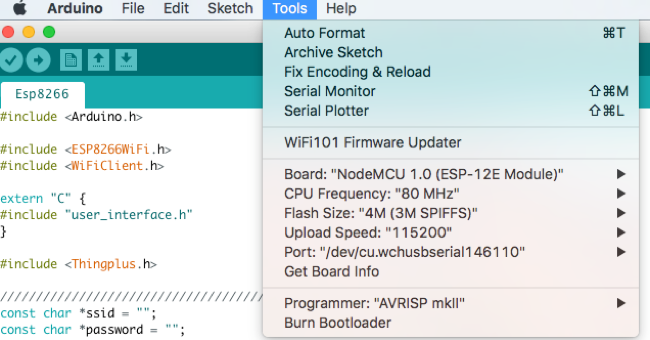 Arduino File Edit Sketch Tools Help
Auto Format ⌘T
Archive Sketch
Fix Encoding & Reload
Serial Monitor ⇧⌘M
Serial Plotter ⇧⌘L
WiFi101 Firmware Updater
Board: "NodeMCU 1.0 (ESP-12E Module)"
CPU Frequency: "80 MHz"
Flash Size: "4M (3M SPIFFS)"
Upload Speed: "115200"
Port: "/dev/cu.wchusbserial146110"
Get Board Info
Programmer: "AVRISP mkII"
Burn Bootloader
Esp8266
#include <Arduino.h>
#include <ESP8266WiFi.h>
#include <WiFiClient.h>
extern "C" {
#include "user_interface.h"
}
#include <Thingplus.h>
///////////////////////////////////////
const char *ssid = "";
const char *password = "";